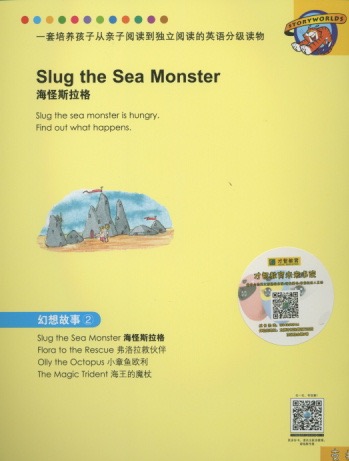 一套培养孩子从亲子阅读到独立阅读的英语分级读物
STORYWORLDS
Slug the Sea Monster
海怪斯拉格
Slug the sea monster is hungry.
Find out what happens.
幻想故事 ②
Slug the Sea Monster 海怪斯拉格
Flora to the Rescue 弗洛拉救伙伴
Olly the Octopus 小章鱼欧利
The Magic Trident 海王的魔杖